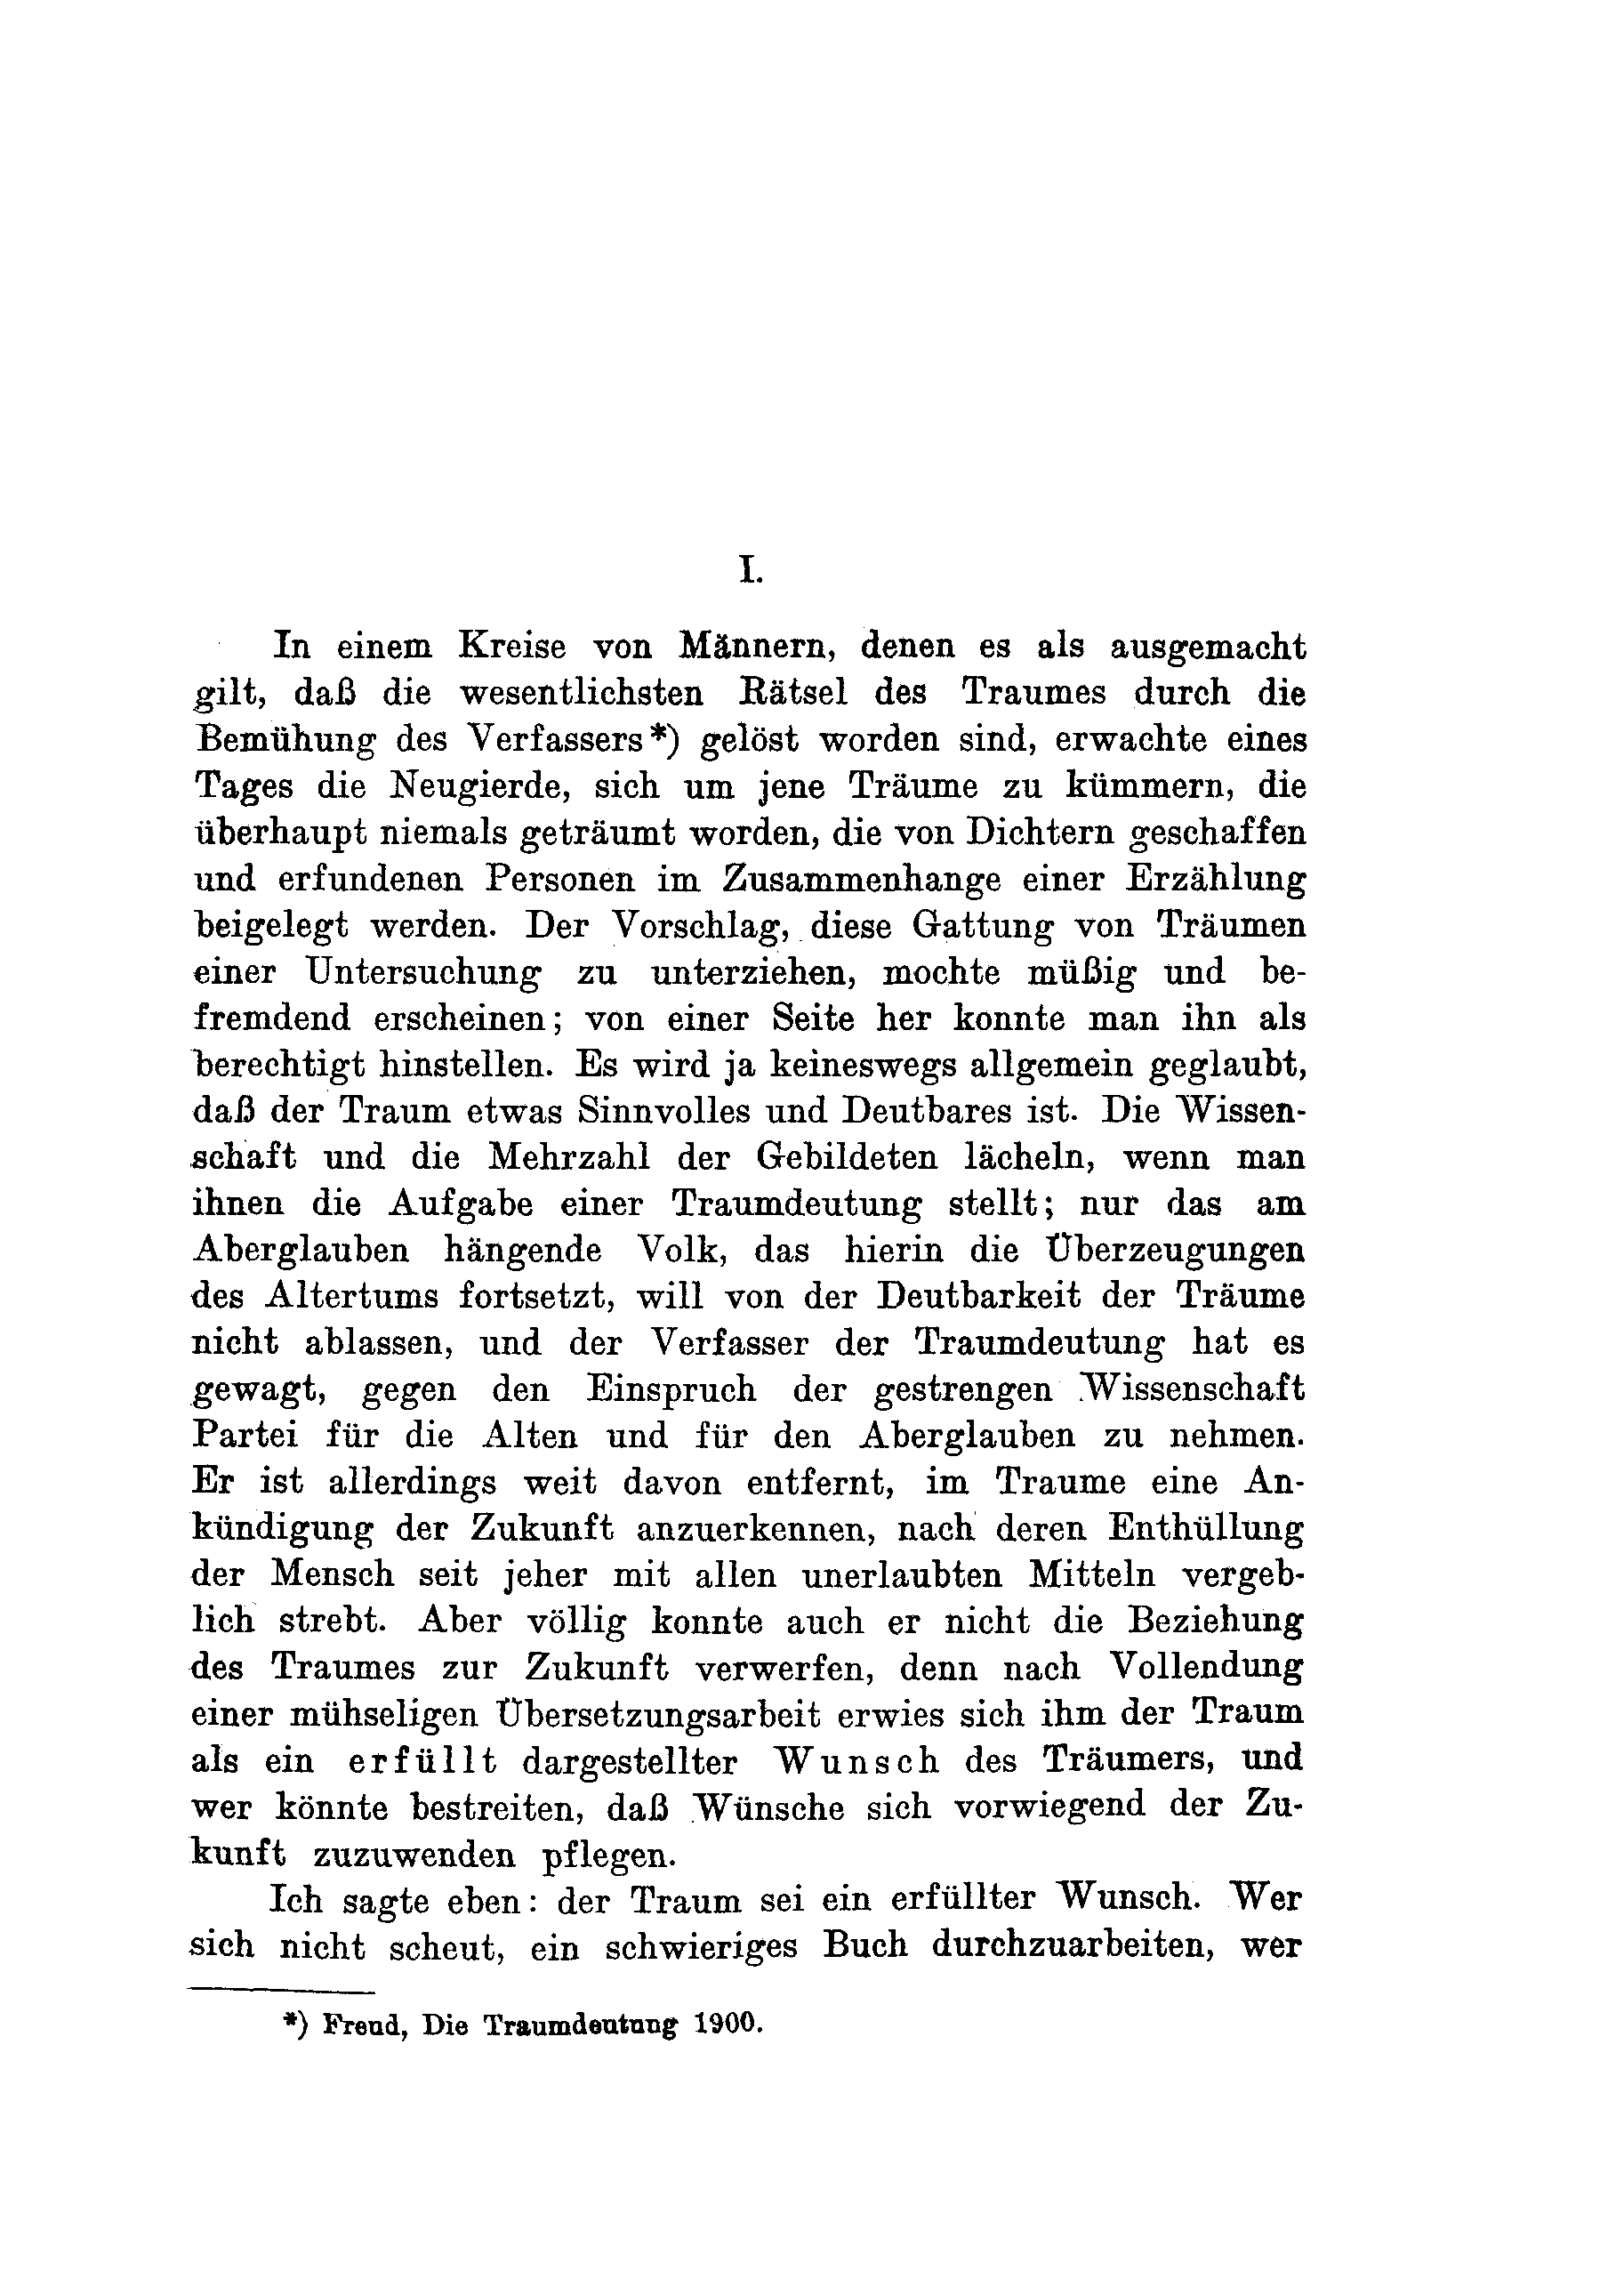 I.
In einem Kreise von Männern, denen es als ausgemacht
gilt, daß die wesentlichsten Rätsel des Traumes durch die
Bemühung des Verfassers*) gelöst worden sind, erwachte eines
Tages die Neugierde, sich um jene Träume zu kümmern, die
überhaupt niemals geträumt worden, die von Dichtern geschaffen
und erfundenen Personen im Zusammenhange einer Erzählung
beigelegt werden. Der Vorschlag, diese Gattung von Träumen
einer Untersuchung zu unterziehen, mochte müßig und be-
fremdend erscheinen; von einer Seite her konnte man ihn als
berechtigt hinstellen. Es wird ja keineswegs allgemein geglaubt,
daß der Traum etwas Sinnvolles und Deutbares ist. Die Wissen-
schaft und die Mehrzahl der Gebildeten lächeln, wenn man
ihnen die Aufgabe einer Traumdeutung stellt; nur das am
Aberglauben hängende Volk, das hierin die Überzeugungen
des Altertums fortsetzt, will von der Deutbarkeit der Träume
nicht ablassen, und der Verfasser der Traumdeutung hat es
gewagt, gegen den Einspruch der gestrengen Wissenschaft
Partei für die Alten und für den Aberglauben zu nehmen.
Er ist allerdings weit davon entfernt, im Traume eine An-
kündigung der Zukunft anzuerkennen, nach deren Enthüllung
der Mensch seit jeher mit allen unerlaubten Mitteln vergeb-
lich strebt. Aber völlig konnte auch er nicht die Beziehung
des Traumes zur Zukunft verwerfen, denn nach Vollendung
einer mühseligen Übersetzungsarbeit erwies sich ihm der Traum
als ein erfüllt dargestellter Wunsch des Träumers, und
wer könnte bestreiten, daß Wünsche sich vorwiegend der Zu-
kunft zuzuwenden pflegen.
Ich sagte eben: der Traum sei ein erfüllter Wunsch. Wer
sich nicht scheut, ein schwieriges Buch durchzuarbeiten, wer
*) Freud, Die Traumdeutung 1900.